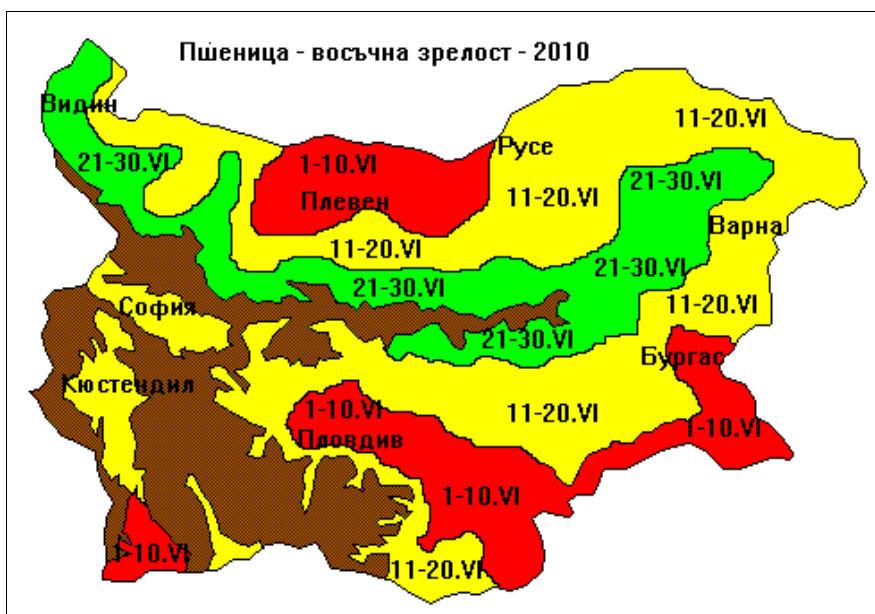 Пшеница - восъчна зрелост - 2010
Видин
11-20.VI
Русе
21-30.VI
1-10.VI
21-30.VI
Плевен
11-20.VI
Варна
11-20.VI
21-30.VI
21-30.VI
11-20.VI
София
21-30.VI
Бургас
Кюстендил
1-10.VI
11-20.VI
Пловдив
1-10.VI
1-10.VI
1-10.VI
11-20.VI